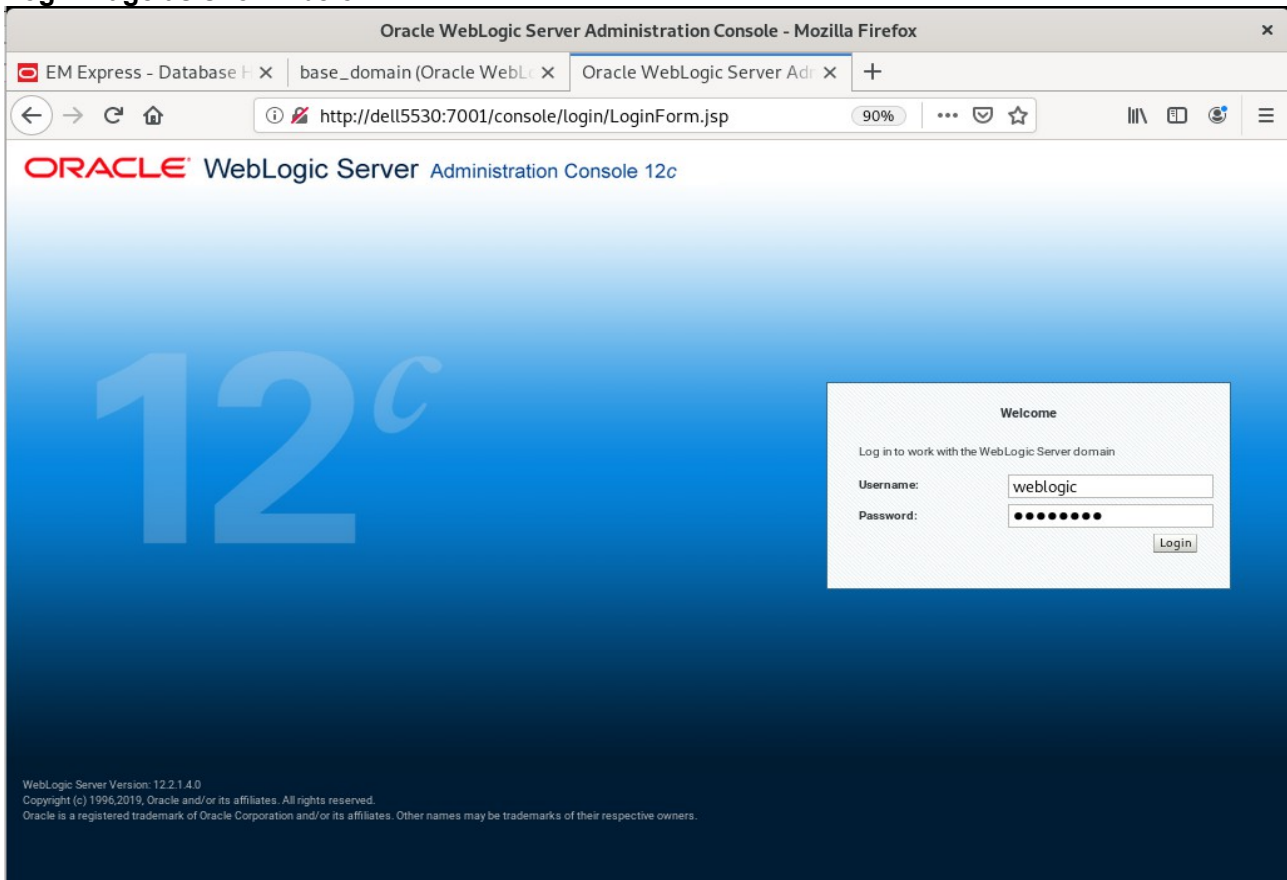 Oracle WebLogic Server Administration Console - Mozilla Firefox
EM Express - Database H base_domain (Oracle WebLo Oracle WebLogic Server Adr
http://dell5530:7001/console/login/LoginForm.jsp 90%
ORACLE WebLogic Server Administration Console 12c
12c
Welcome
Log in to work with the WebLogic Server domain
Username: weblogic
Password: ●●●●●●●●
Login
WebLogic Server Version: 12.2.1.4.0
Copyright (c) 1996,2019, Oracle and/or its affiliates. All rights reserved.
Oracle is a registered trademark of Oracle Corporation and/or its affiliates. Other names may be trademarks of their respective owners.